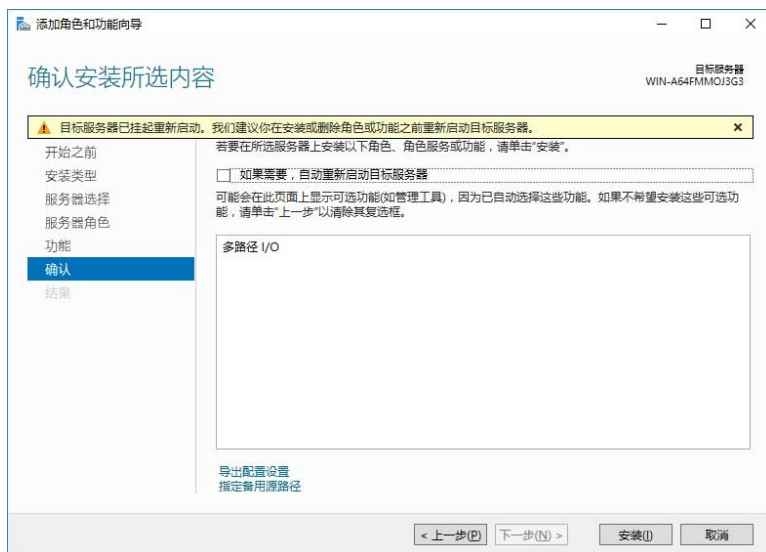 添加角色和功能向导
确认安装所选内容
目标服务器
WIN-A64FMMOJ3G3
目标服务器已挂起重新启动。我们建议你在安装或删除角色或功能之前重新启动目标服务器。
开始之前
安装类型
服务器选择
服务器角色
功能
确认
结果
若要在所选服务器上安装以下角色、角色服务或功能，请单击“安装”。
如果需要，自动重新启动目标服务器
可能会在此页面上显示可选功能(如管理工具)，因为已自动选择这些功能。如果不希望安装这些可选功
能，请单击“上一步”以清除其复选框。
多路径 I/O
导出配置设置
指定备用源路径
< 上一步(P)
下一步(N) >
安装(I)
取消